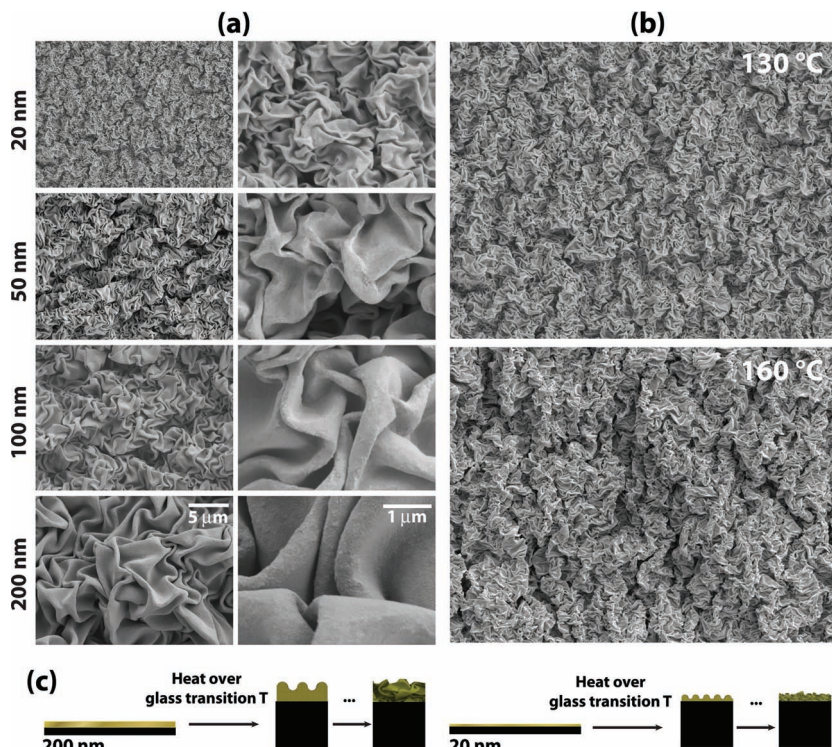 (a)
(b)
20 nm
50 nm
100 nm
200 nm
5 μm
1 μm
130 °C
160 °C
(c)
Heat over
glass transition T
...
200 nm
Heat over
glass transition T
...
20 nm